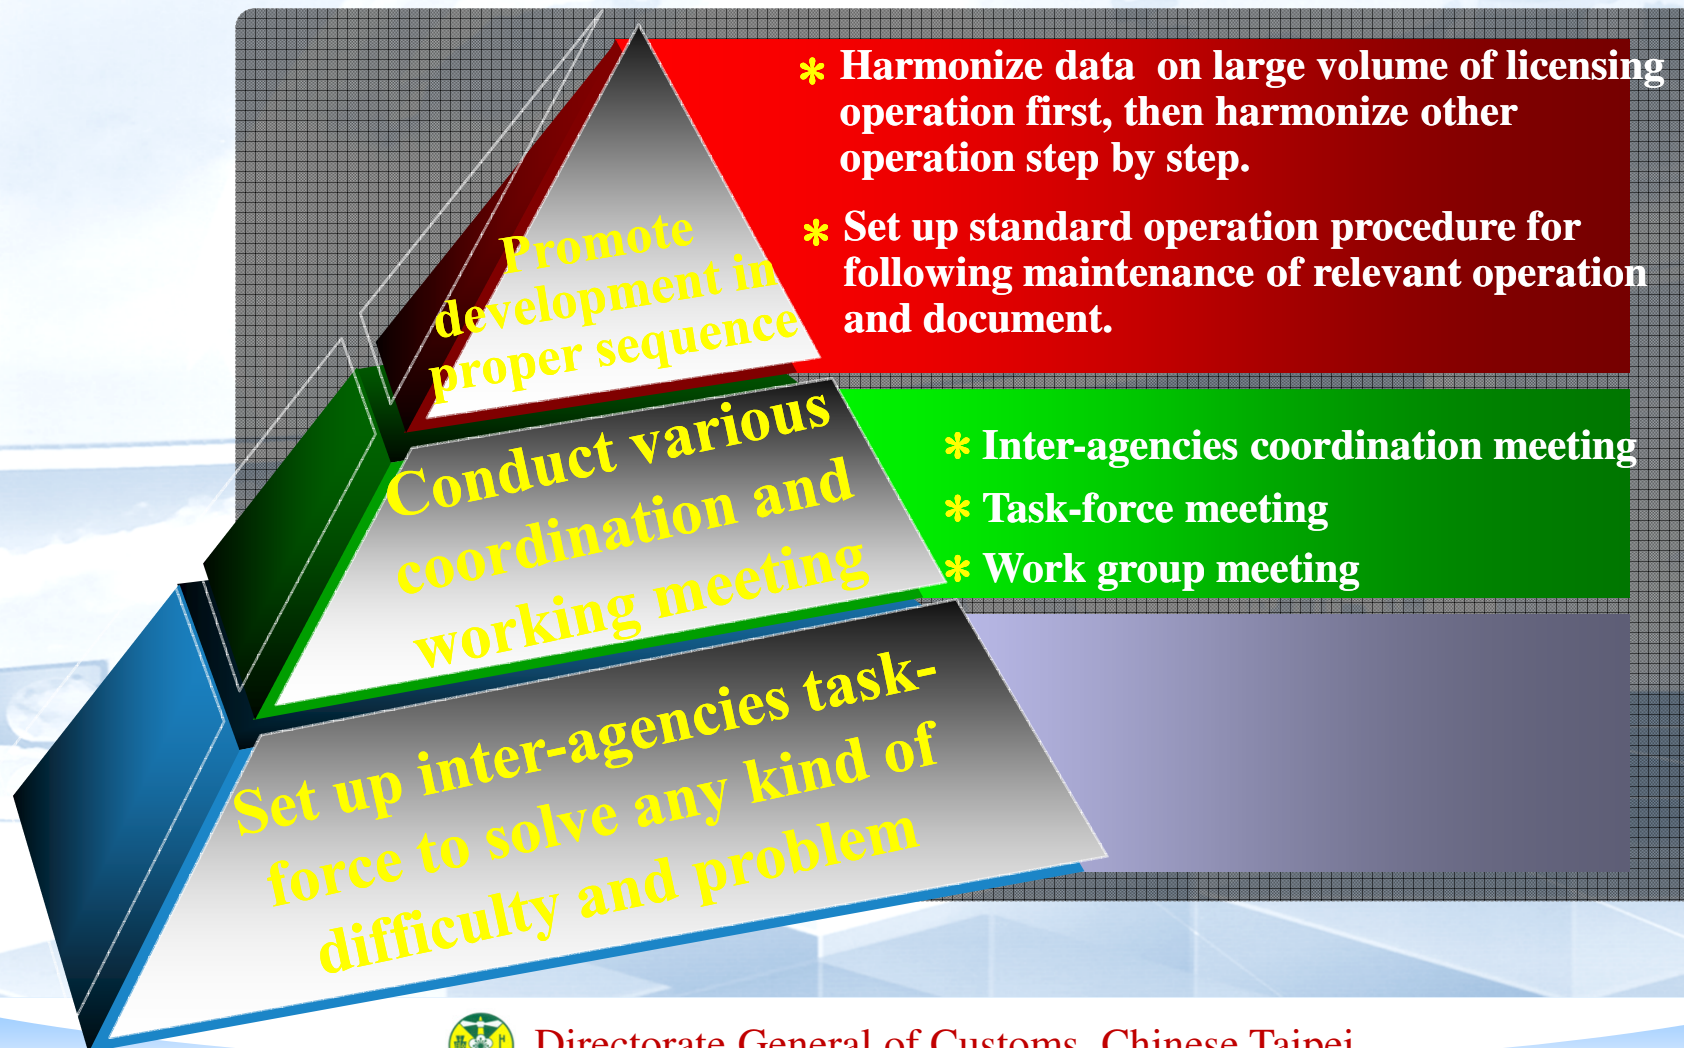 Promote
development in
proper sequence
* Harmonize data on large volume of licensing
operation first, then harmonize other
operation step by step.
* Set up standard operation procedure for
following maintenance of relevant operation
and document.
Conduct various
coordination and
working meeting
* Inter-agencies coordination meeting
* Task-force meeting
* Work group meeting
Set up inter-agencies task-
force to solve any kind of
difficulty and problem
Directorate General of Customs, Chinese Taipei